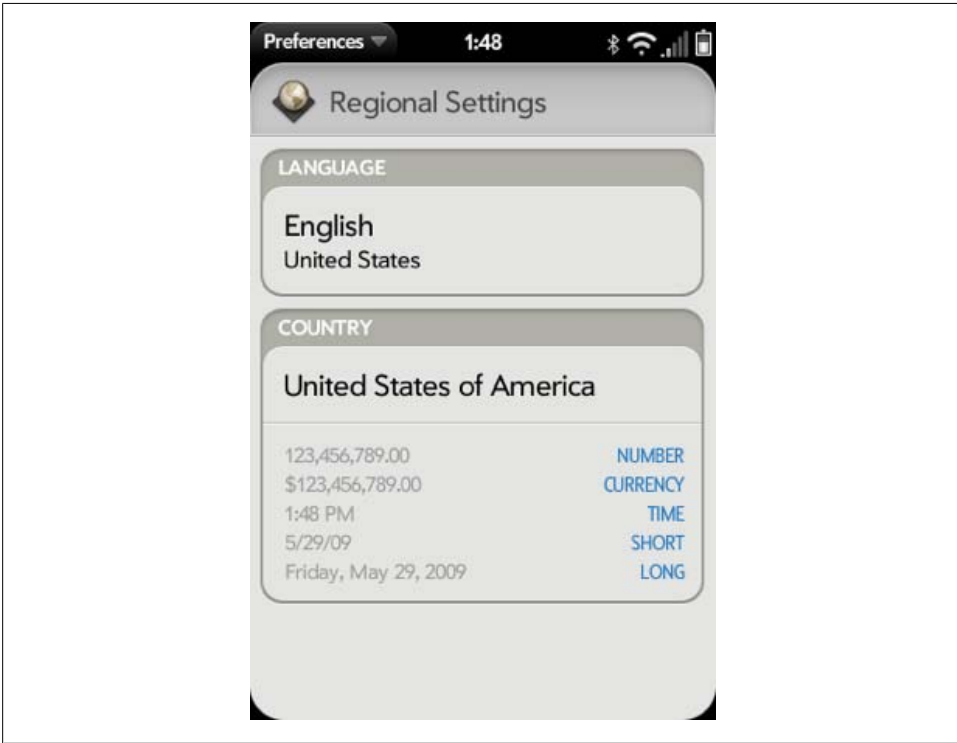 Preferences 1:48
Regional Settings
LANGUAGE
English
United States
COUNTRY
United States of America
123,456,789.00 NUMBER
$123,456,789.00 CURRENCY
1:48 PM TIME
5/29/09 SHORT
Friday, May 29, 2009 LONG